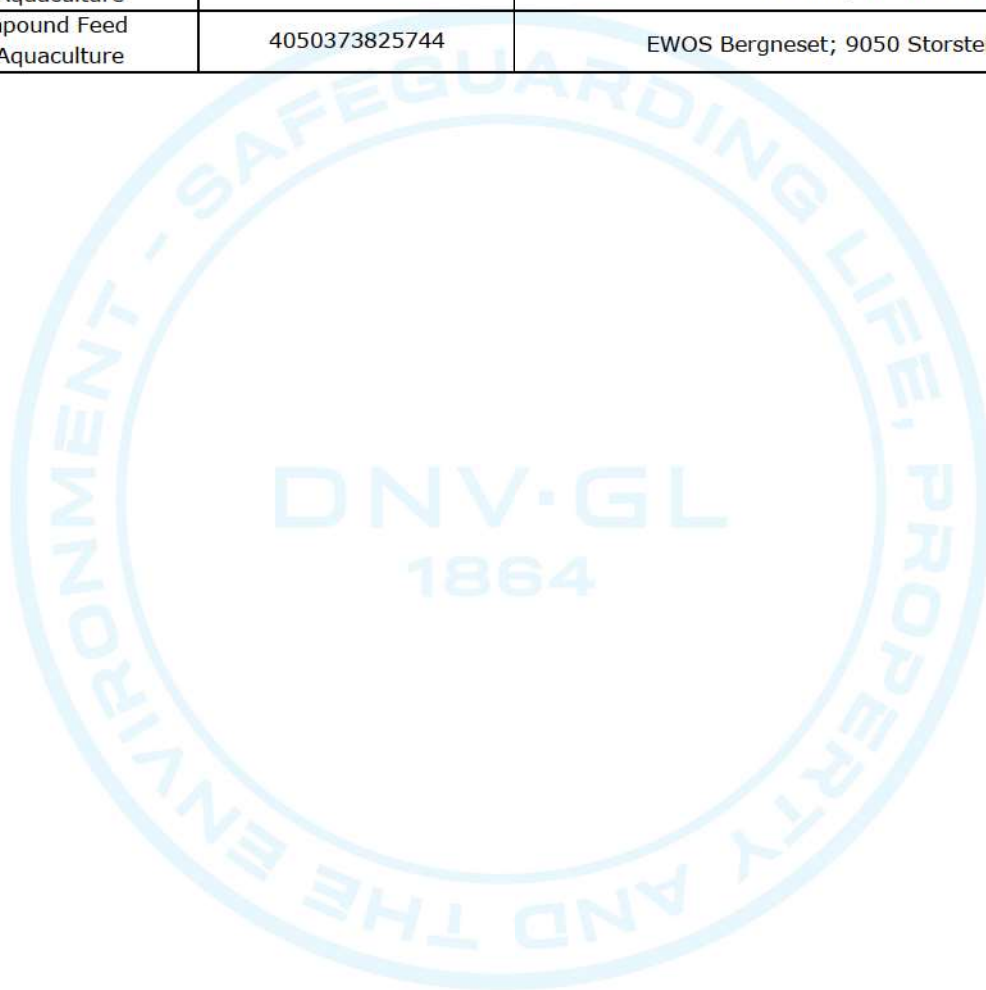 pound Feed
Aquaculture
4050373825744
EWOS Bergneset; 9050 Storste
SAFEGUARDING LIFE, PROPERTY AND THE ENVIRONMENT -
DNV·GL
1864